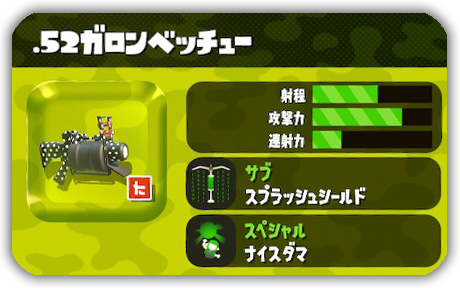 .52ガロンベッチュー
射程
攻撃力
連射力
サブ
スプラッシュシールド
スペシャル
ナイスダマ